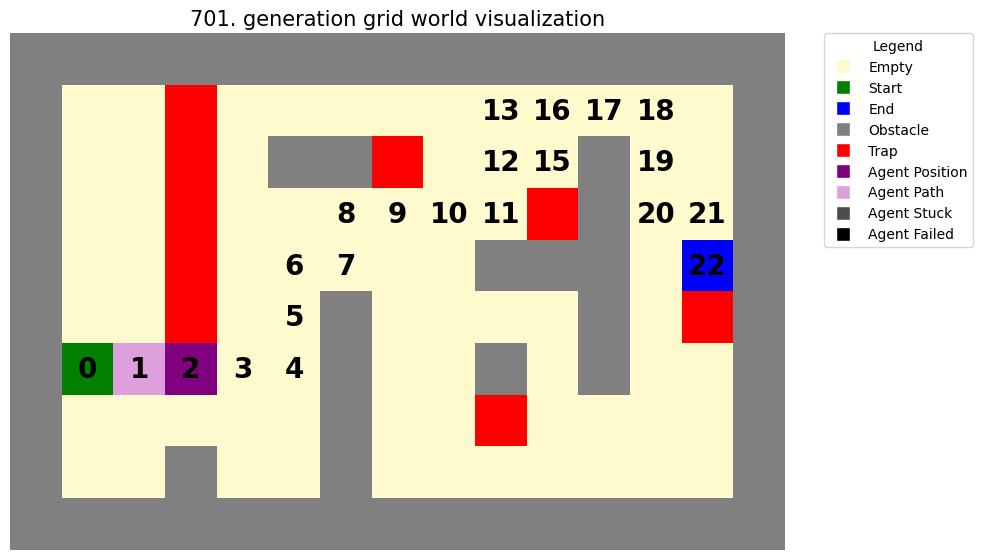 701. generation grid world visualization
Legend
Empty
Start
End
Obstacle
Trap
Agent Position
Agent Path
Agent Stuck
Agent Failed
13 16 17 18
12 15 19
8 9 10 11 20 21
6 7 22
5
0 1 2 3 4